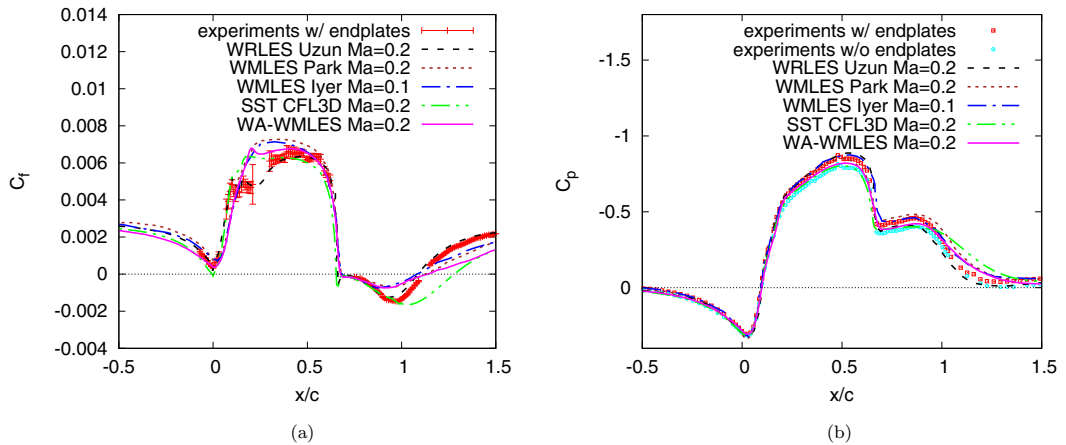 0.014
0.012
0.01
0.008
0.006
0.004
0.002
0
-0.002
-0.004
C_f
-0.5
0
0.5
1
1.5
x/c
experiments w/ endplates
WRLES Uzun Ma=0.2
WMLES Park Ma=0.2
WMLES Iyer Ma=0.1
SST CFL3D Ma=0.2
WA-WMLES Ma=0.2
(a)
-1.5
-1
-0.5
0
C_p
-0.5
0
0.5
1
1.5
x/c
experiments w/ endplates
experiments w/o endplates
WRLES Uzun Ma=0.2
WMLES Park Ma=0.2
WMLES Iyer Ma=0.1
SST CFL3D Ma=0.2
WA-WMLES Ma=0.2
(b)